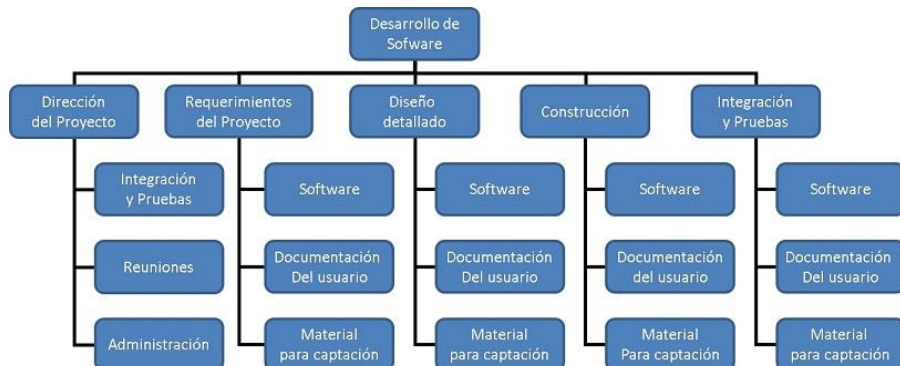 Desarrollo de
Sofware
Dirección
del Proyecto
Requerimientos
del Proyecto
Diseño
detallado
Construcción
Integración
y Pruebas
Integración
y Pruebas
Software
Software
Software
Software
Reuniones
Documentación
Del usuario
Documentación
Del usuario
Documentación
del usuario
Documentación
Del usuario
Administración
Material
para captación
Material
para captación
Material
Para captación
Material
para captación